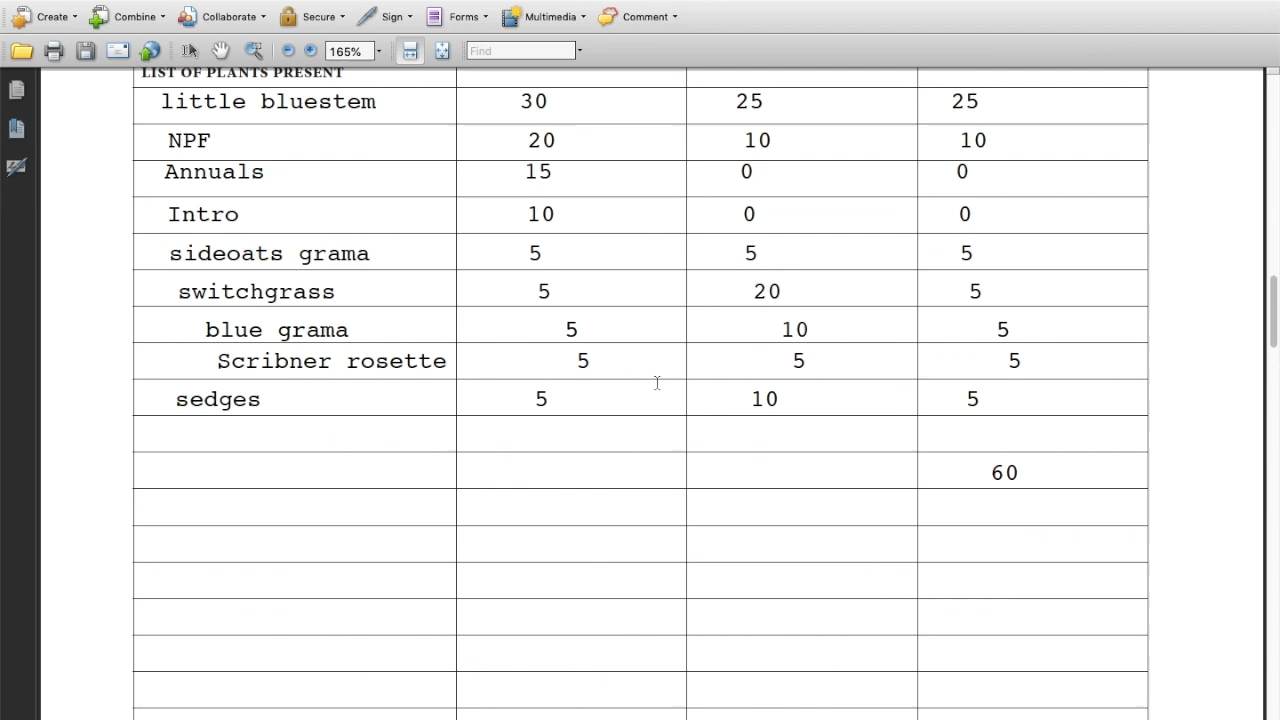 Create Combine Collaborate Secure Sign Forms Multimedia Comment
165% Find
LIST OF PLANTS PRESENT
little bluestem 30 25 25
NPF 20 10 10
Annuals 15 0 0
Intro 10 0 0
sideoats grama 5 5 5
switchgrass 5 20 5
blue grama 5 10 5
Scribner rosette 5 5 5
sedges 5 10 5
60